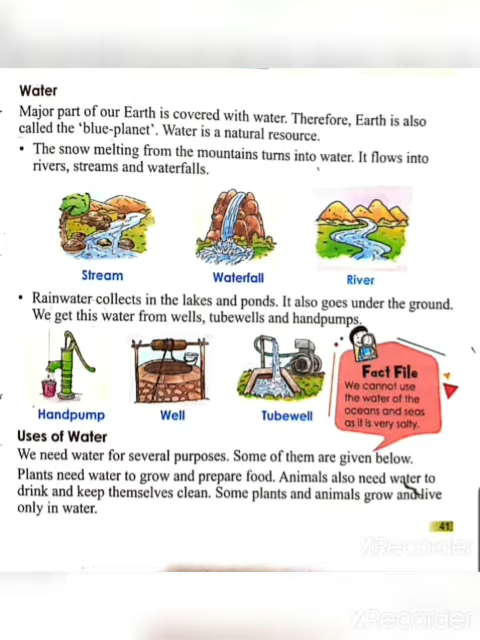 Water
Major part of our Earth is covered with water. Therefore, Earth is also
called the 'blue-planet'. Water is a natural resource.
• The snow melting from the mountains turns into water. It flows into
rivers, streams and waterfalls.
Stream
Waterfall
River
• Rainwater collects in the lakes and ponds. It also goes under the ground.
We get this water from wells, tubewells and handpumps.
Handpump
Well
Tubewell
Fact File
We cannot use
the water of the
oceans and seas
as it is very salty.
Uses of Water
We need water for several purposes. Some of them are given below.
Plants need water to grow and prepare food. Animals also need water to
drink and keep themselves clean. Some plants and animals grow and live
only in water.
41
XRecorder
XRecorder